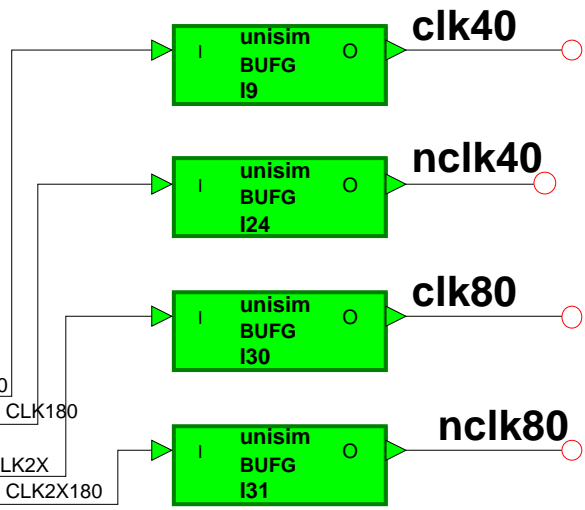 clk40
unisim
I O
BUFG
I9
nclk40
unisim
I O
BUFG
I24
clk80
unisim
I O
BUFG
I30
0
CLK180
nclk80
unisim
I O
BUFG
I31
LK2X
CLK2X180